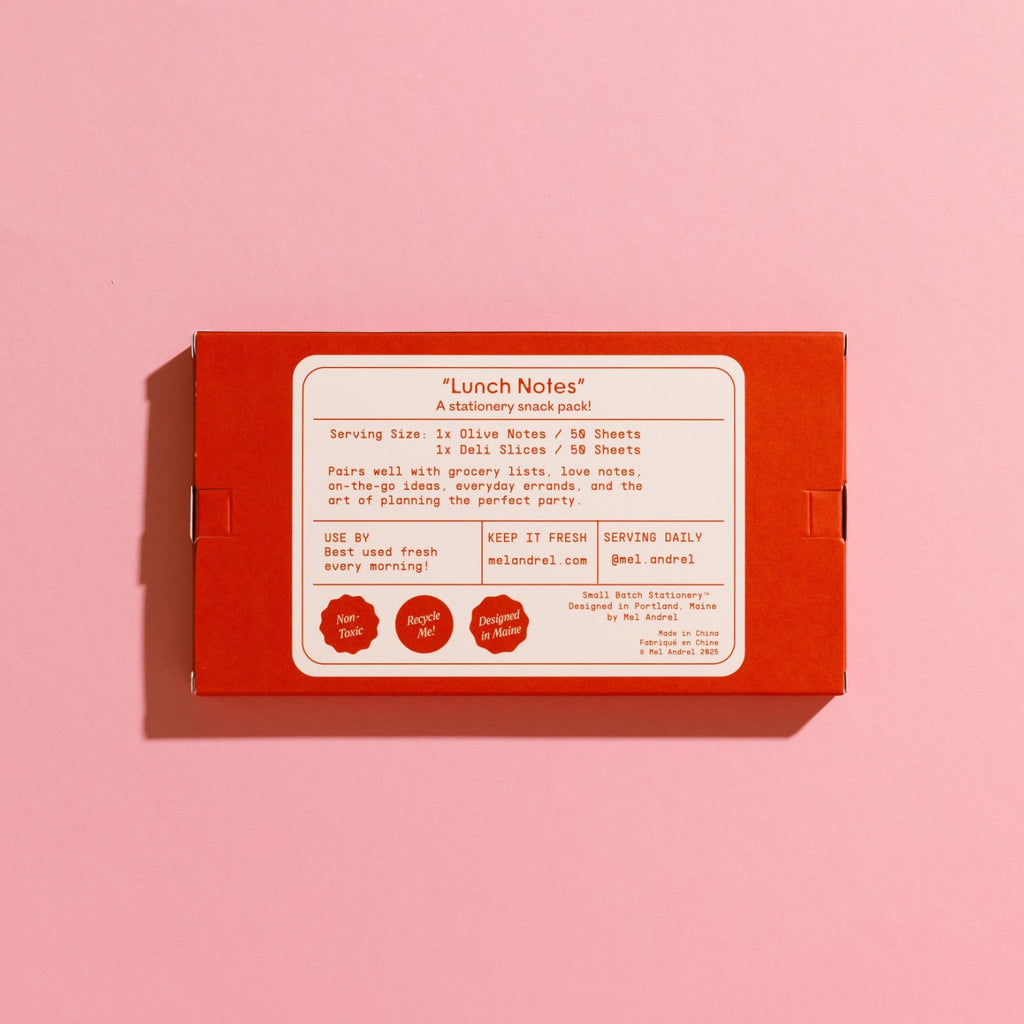 "Lunch Notes"
A stationery snack pack!
Serving Size: 1x Olive Notes / 50 Sheets
1x Deli Slices / 50 Sheets
Pairs well with grocery lists, love notes,
on-the-go ideas, everyday errands, and the
art of planning the perfect party.
USE BY
Best used fresh
every morning!
KEEP IT FRESH
melandrel.com
SERVING DAILY
@mel.andrel
Non-
Toxic
Recycle
Me!
Designed
in Maine
Small Batch Stationery™
Designed in Portland, Maine
by Mel Andrel
Made in China
Fabriqué en Chine
© Mel Andrel 2025